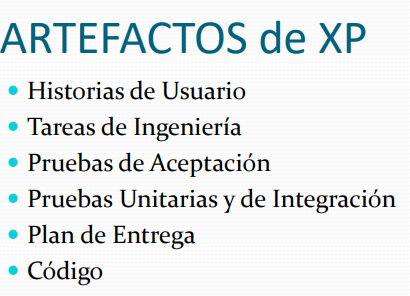 ARTEFACTOS de XP
• Historias de Usuario
• Tareas de Ingeniería
• Pruebas de Aceptación
• Pruebas Unitarias y de Integración
• Plan de Entrega
• Código